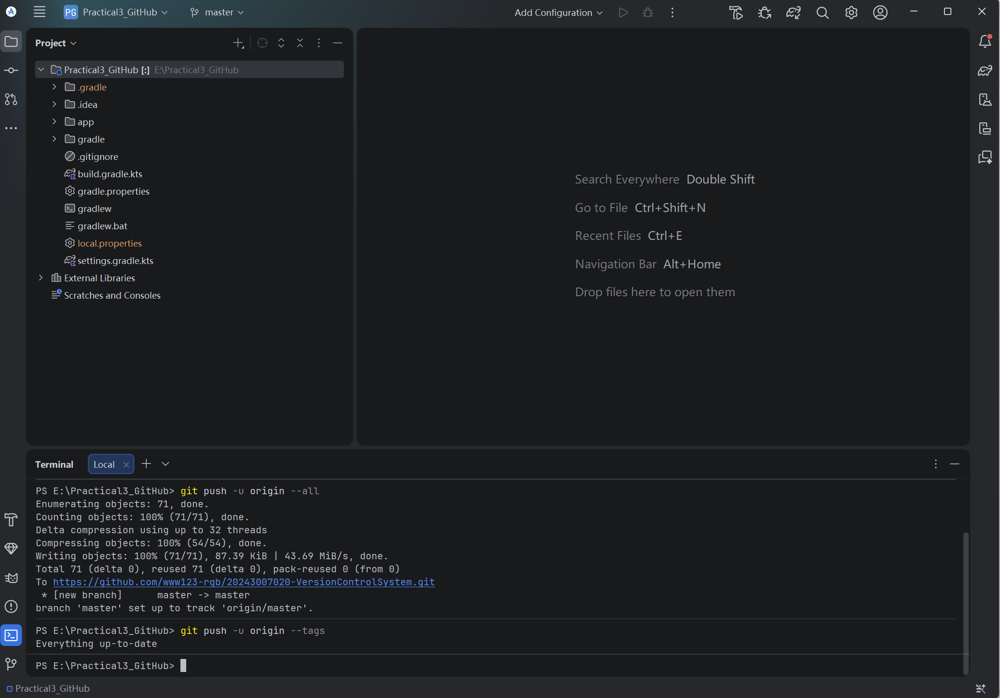 PG Practical3_GitHub master Add Configuration
Project
Practical3_GitHub [:] E:\Practical3_GitHub
.gradle
.idea
app
gradle
.gitignore
build.gradle.kts
gradle.properties
gradlew
gradlew.bat
local.properties
settings.gradle.kts
External Libraries
Scratches and Consoles
Search Everywhere Double Shift
Go to File Ctrl+Shift+N
Recent Files Ctrl+E
Navigation Bar Alt+Home
Drop files here to open them
Terminal Local
PS E:\Practical3_GitHub> git push -u origin --all
Enumerating objects: 71, done.
Counting objects: 100% (71/71), done.
Delta compression using up to 32 threads
Compressing objects: 100% (54/54), done.
Writing objects: 100% (71/71), 87.39 KiB | 43.69 MiB/s, done.
Total 71 (delta 0), reused 71 (delta 0), pack-reused 0 (from 0)
To https://github.com/www123-rgb/20243007020-VersionControlSystem.git
 * [new branch]      master -> master
branch 'master' set up to track 'origin/master'.
PS E:\Practical3_GitHub> git push -u origin --tags
Everything up-to-date
PS E:\Practical3_GitHub>
Practical3_GitHub